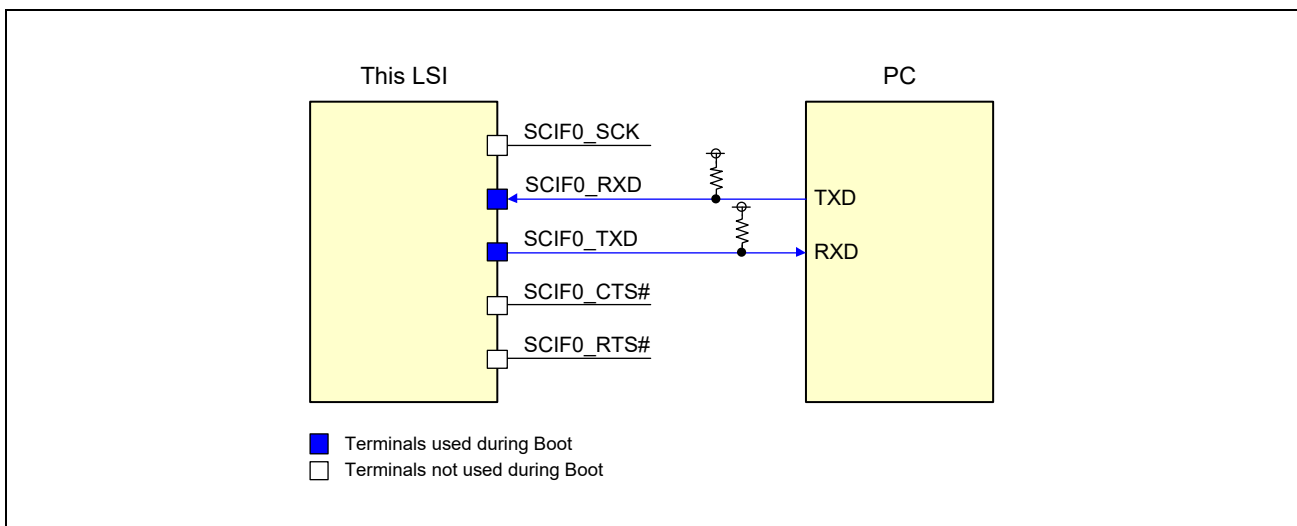 This LSI
PC
SCIF0_SCK
SCIF0_RXD
TXD
SCIF0_TXD
RXD
SCIF0_CTS#
SCIF0_RTS#
Terminals used during Boot
Terminals not used during Boot